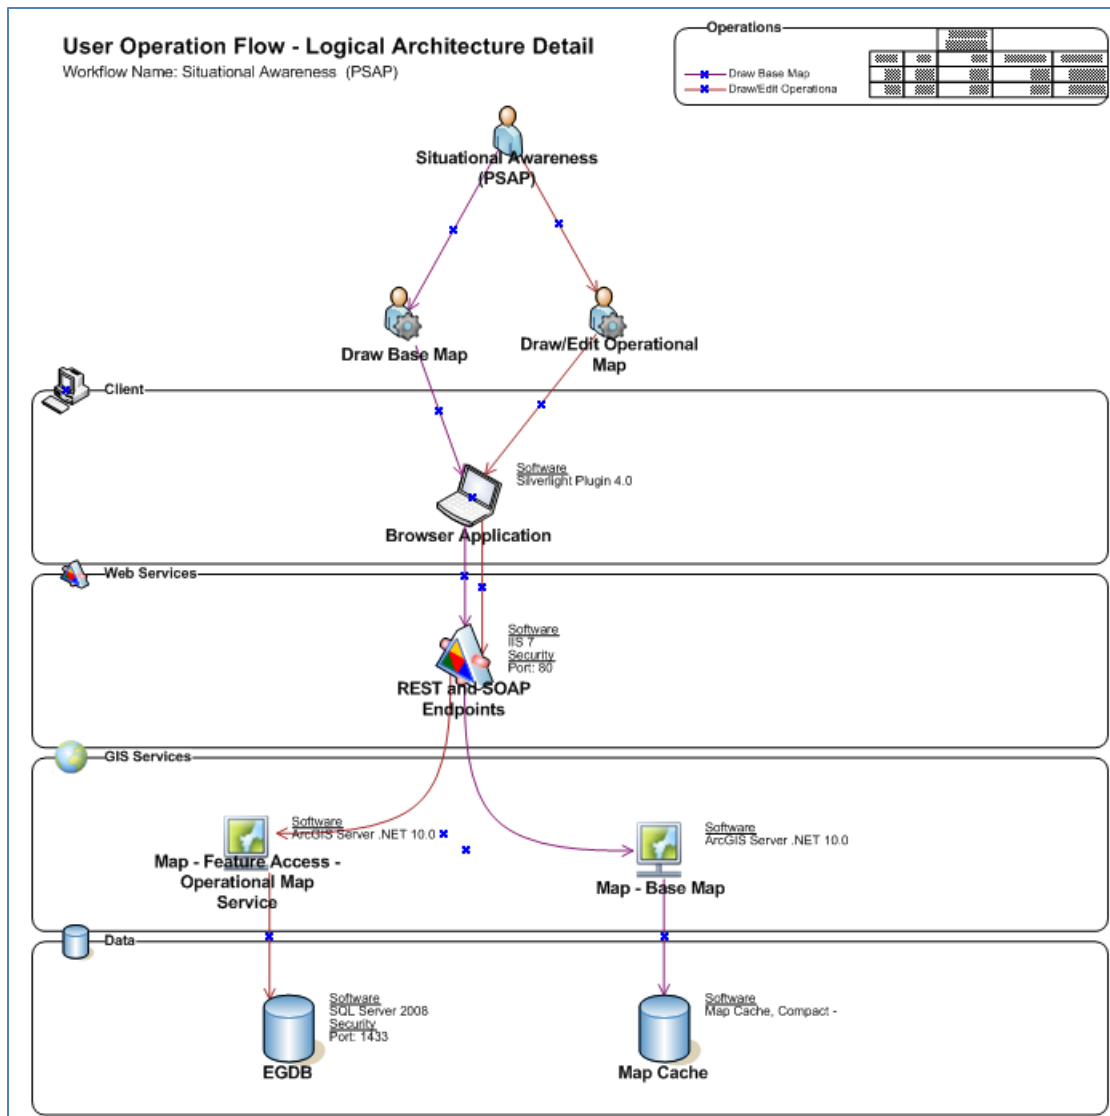 User Operation Flow - Logical Architecture Detail
Workflow Name: Situational Awareness (PSAP)
Operations
Draw Base Map
Draw/Edit Operationa
Situational Awareness
(PSAP)
Draw Base Map
Draw/Edit Operational
Map
Client
Software
Silverlight Plugin 4.0
Browser Application
Web Services
Software
IIS 7
Security
Port: 80
REST and SOAP
Endpoints
GIS Services
Software
ArcGIS Server .NET 10.0
Map - Feature Access -
Operational Map
Service
Software
ArcGIS Server .NET 10.0
Map - Base Map
Data
Software
SQL Server 2008
Security
Port: 1433
EGDB
Software
Map Cache, Compact -
Map Cache